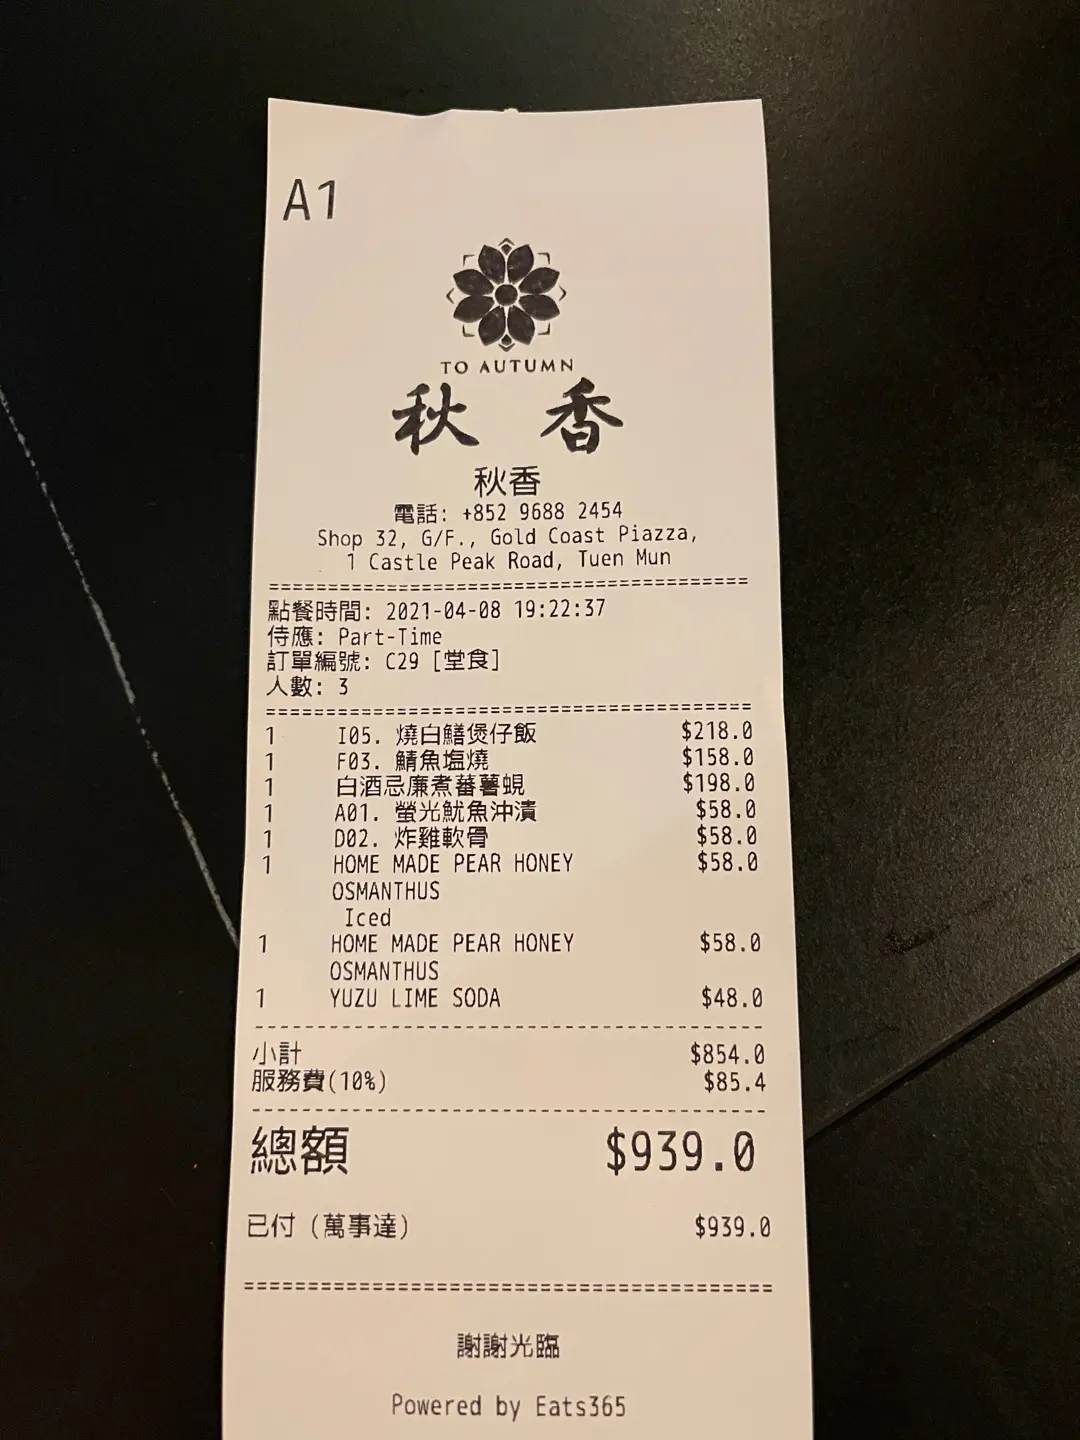 A1
TO AUTUMN
秋 香
秋香
電話: +852 9688 2454
Shop 32, G/F., Gold Coast Piazza,
1 Castle Peak Road, Tuen Mun
========================================
點餐時間: 2021-04-08 19:22:37
侍應: Part-Time
訂單編號: C29 [堂食]
人數: 3
========================================
1 I05. 燒白鱔煲仔飯 $218.0
1 F03. 鯖魚塩燒 $158.0
1 白酒忌廉煮蕃薯蜆 $198.0
1 A01. 螢光魷魚沖漬 $58.0
1 D02. 炸雞軟骨 $58.0
1 HOME MADE PEAR HONEY $58.0
OSMANTHUS
Iced
1 HOME MADE PEAR HONEY $58.0
OSMANTHUS
1 YUZU LIME SODA $48.0
----------------------------------------
小計 $854.0
服務費(10%) $85.4
----------------------------------------
總額 $939.0
已付 (萬事達) $939.0
========================================
謝謝光臨
Powered by Eats365